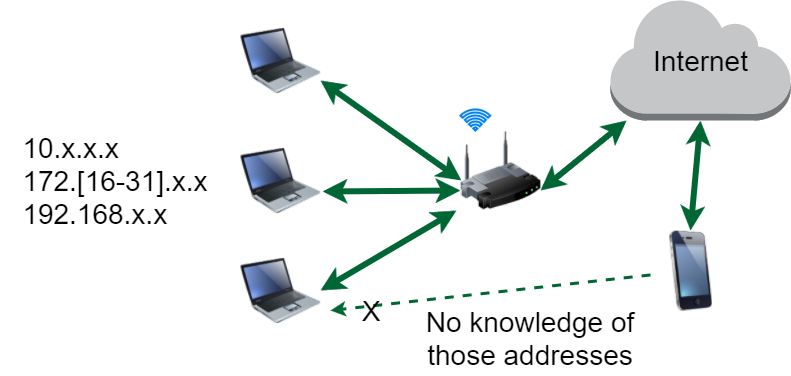 Internet
10.x.x.x
172.[16-31].x.x
192.168.x.x
X
No knowledge of
those addresses